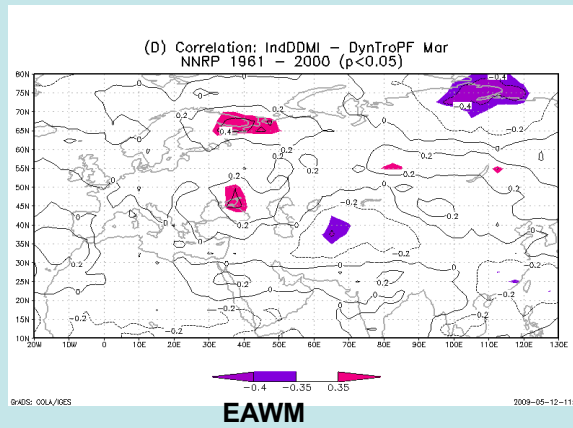 (D) Correlation: IndDDMI – DynTroPF Mar
NNRP 1961 – 2000 (p<0.05)
80N
75N
70N
65N
60N
55N
50N
45N
40N
35N
30N
25N
20N
15N
10N
20W 10W 0 10E 20E 30E 40E 50E 60E 70E 80E 90E 100E 110E 120E 130E
-0.4 -0.35 0.35
GrADS: COLA/IGES
2009-05-12-11:
EAWM